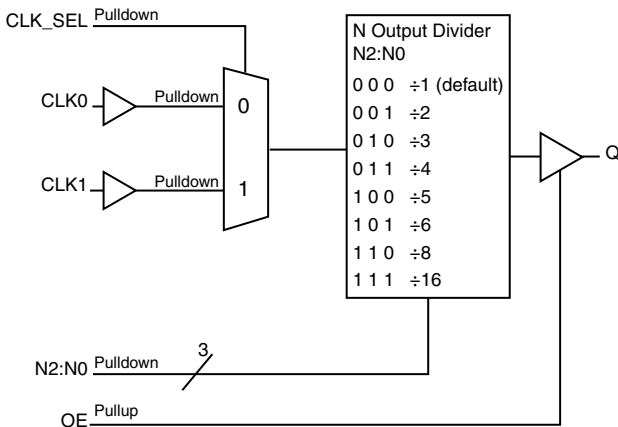 CLK_SEL Pulldown
CLK0 Pulldown 0
CLK1 Pulldown 1
N Output Divider
N2:N0
0 0 0 ÷1 (default)
0 0 1 ÷2
0 1 0 ÷3
0 1 1 ÷4
1 0 0 ÷5
1 0 1 ÷6
1 1 0 ÷8
1 1 1 ÷16
Q
N2:N0 Pulldown 3
OE Pullup